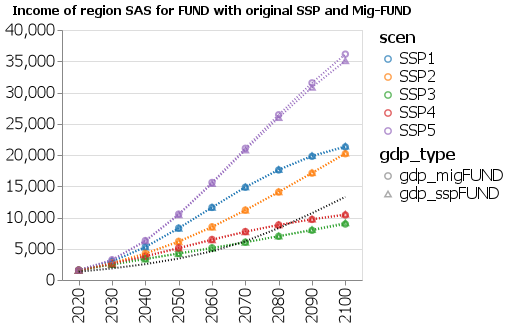 Income of region SAS for FUND with original SSP and Mig-FUND
40,000
35,000
30,000
25,000
20,000
15,000
10,000
5,000
0
2020
2030
2040
2050
2060
2070
2080
2090
2100
scen
SSP1
SSP2
SSP3
SSP4
SSP5
gdp_type
gdp_migFUND
gdp_sspFUND